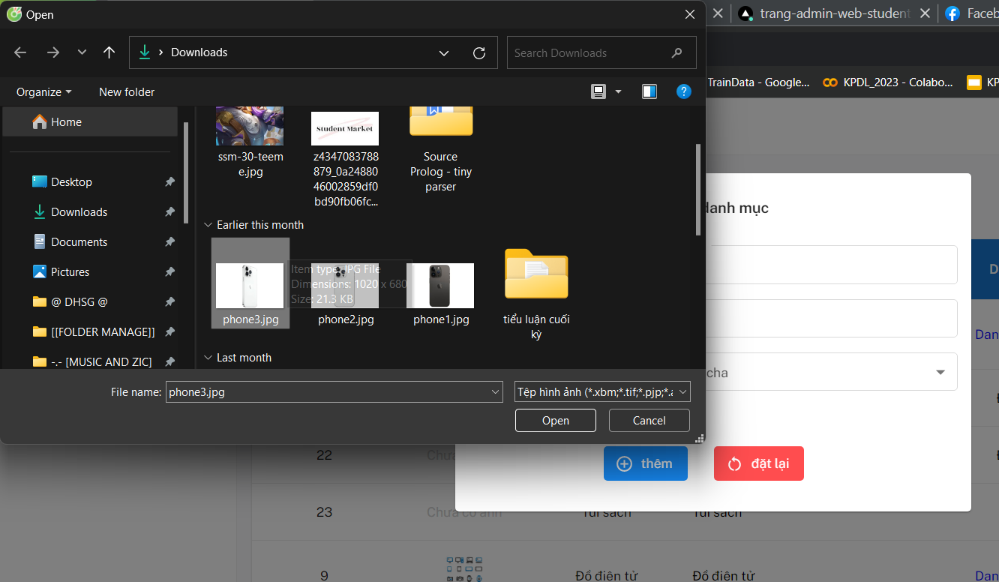 Open
trang-admin-web-student
Faceb
Downloads
Search Downloads
TrainData - Google...
KPDL_2023 - Colabo...
KP
Organize
New folder
?
Home
Desktop
Downloads
Documents
Pictures
@ DHSG @
[[FOLDER MANAGE]]
-.- [MUSIC AND ZIC]
Student Market
ssm-30-teem
e.jpg
z4347083788
879_0a24880
46002859df0
bd90fb06fc...
Source
Prolog - tiny
parser
Earlier this month
Item type: JPG File
Dimensions: 1020 x 680
Size: 21.3 KB
phone3.jpg
phone2.jpg
phone1.jpg
tiểu luận cuối
kỳ
Last month
File name:
phone3.jpg
Tệp hình ảnh (*.xbm;*.tif;*.pjp;*.a
Open
Cancel
danh mục
D
Dan
cha
thêm
đặt lại
22
Chưa
23
Chưa có ảnh
Túi sách
Túi sách
9
Đồ điện tử
Đồ điện tử
Dan